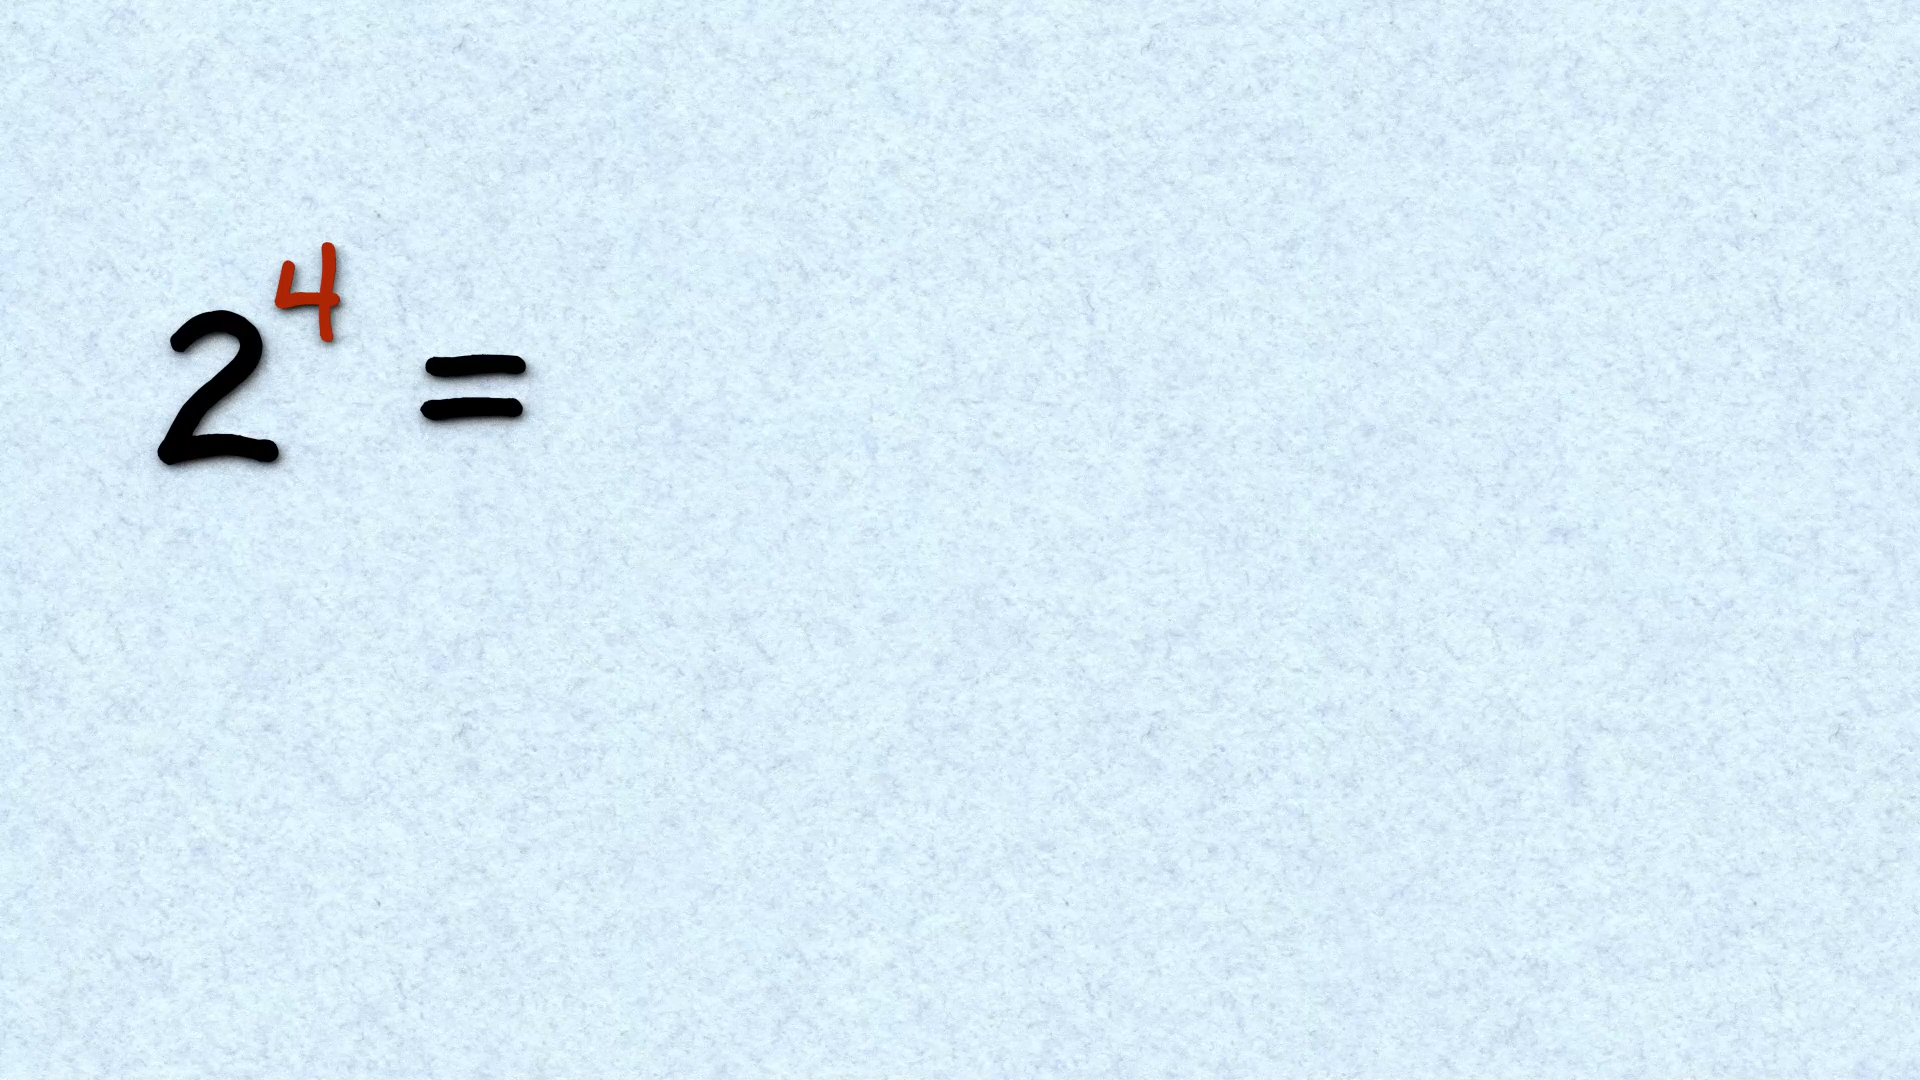 2⁴ =